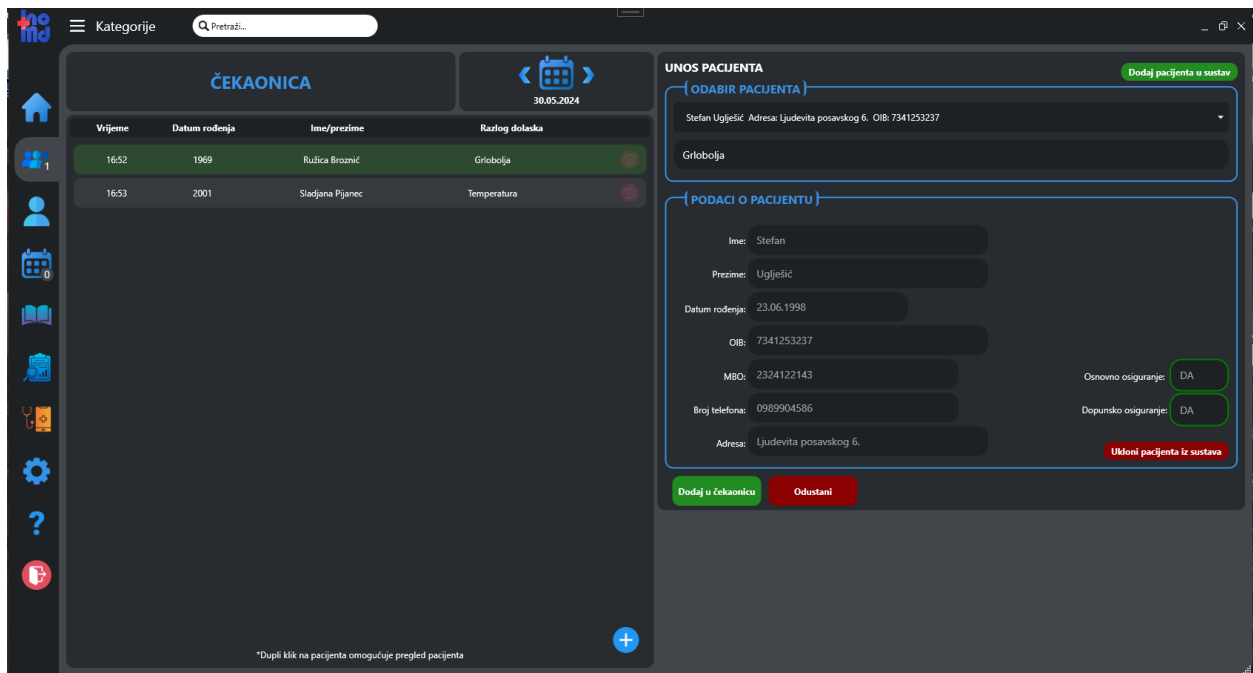 ino
md
Kategorije
Pretraži...
1
0
ČEKAONICA
30.05.2024
Vrijeme Datum rođenja Ime/prezime Razlog dolaska
16:52 1969 Ružica Broznić Grlobolja
16:53 2001 Sladjana Pijanec Temperatura
*Dupli klik na pacijenta omogućuje pregled pacijenta
UNOS PACIJENTA
Dodaj pacijenta u sustav
ODABIR PACIJENTA
Stefan Uglješić Adresa: Ljudevita posavskog 6. OIB: 7341253237
Grlobolja
PODACI O PACIJENTU
Ime: Stefan
Prezime: Uglješić
Datum rođenja: 23.06.1998
OIB: 7341253237
MBO: 2324122143
Osnovno osiguranje: DA
Broj telefona: 0989904586
Dopunsko osiguranje: DA
Adresa: Ljudevita posavskog 6.
Ukloni pacijenta iz sustava
Dodaj u čekaonicu
Odustani